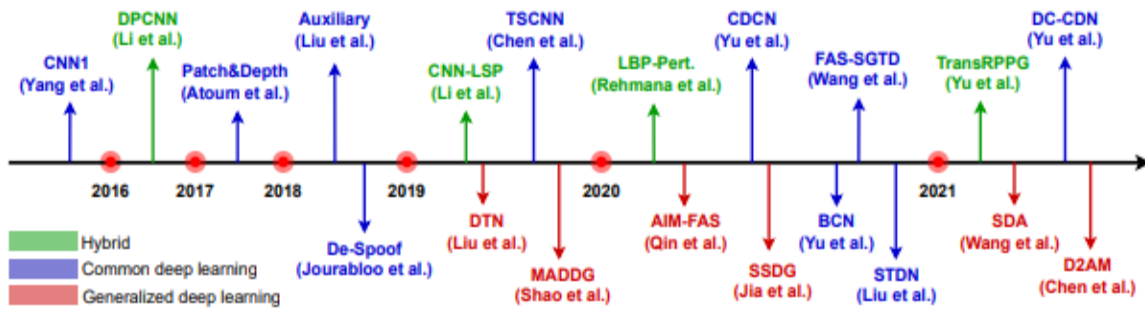 DPCNN
(Li et al.)
Auxiliary
(Liu et al.)
TSCNN
(Chen et al.)
CDCN
(Yu et al.)
DC-CDN
(Yu et al.)
CNN1
(Yang et al.)
Patch&Depth
(Atoum et al.)
CNN-LSP
(Li et al.)
LBP-Pert.
(Rehmana et al.)
FAS-SGTD
(Wang et al.)
TransRPPG
(Yu et al.)
2016
2017
2018
2019
2020
2021
De-Spoof
(Jourabloo et al.)
DTN
(Liu et al.)
MADDG
(Shao et al.)
AIM-FAS
(Qin et al.)
SSDG
(Jia et al.)
BCN
(Yu et al.)
STDN
(Liu et al.)
SDA
(Wang et al.)
D2AM
(Chen et al.)
Hybrid
Common deep learning
Generalized deep learning